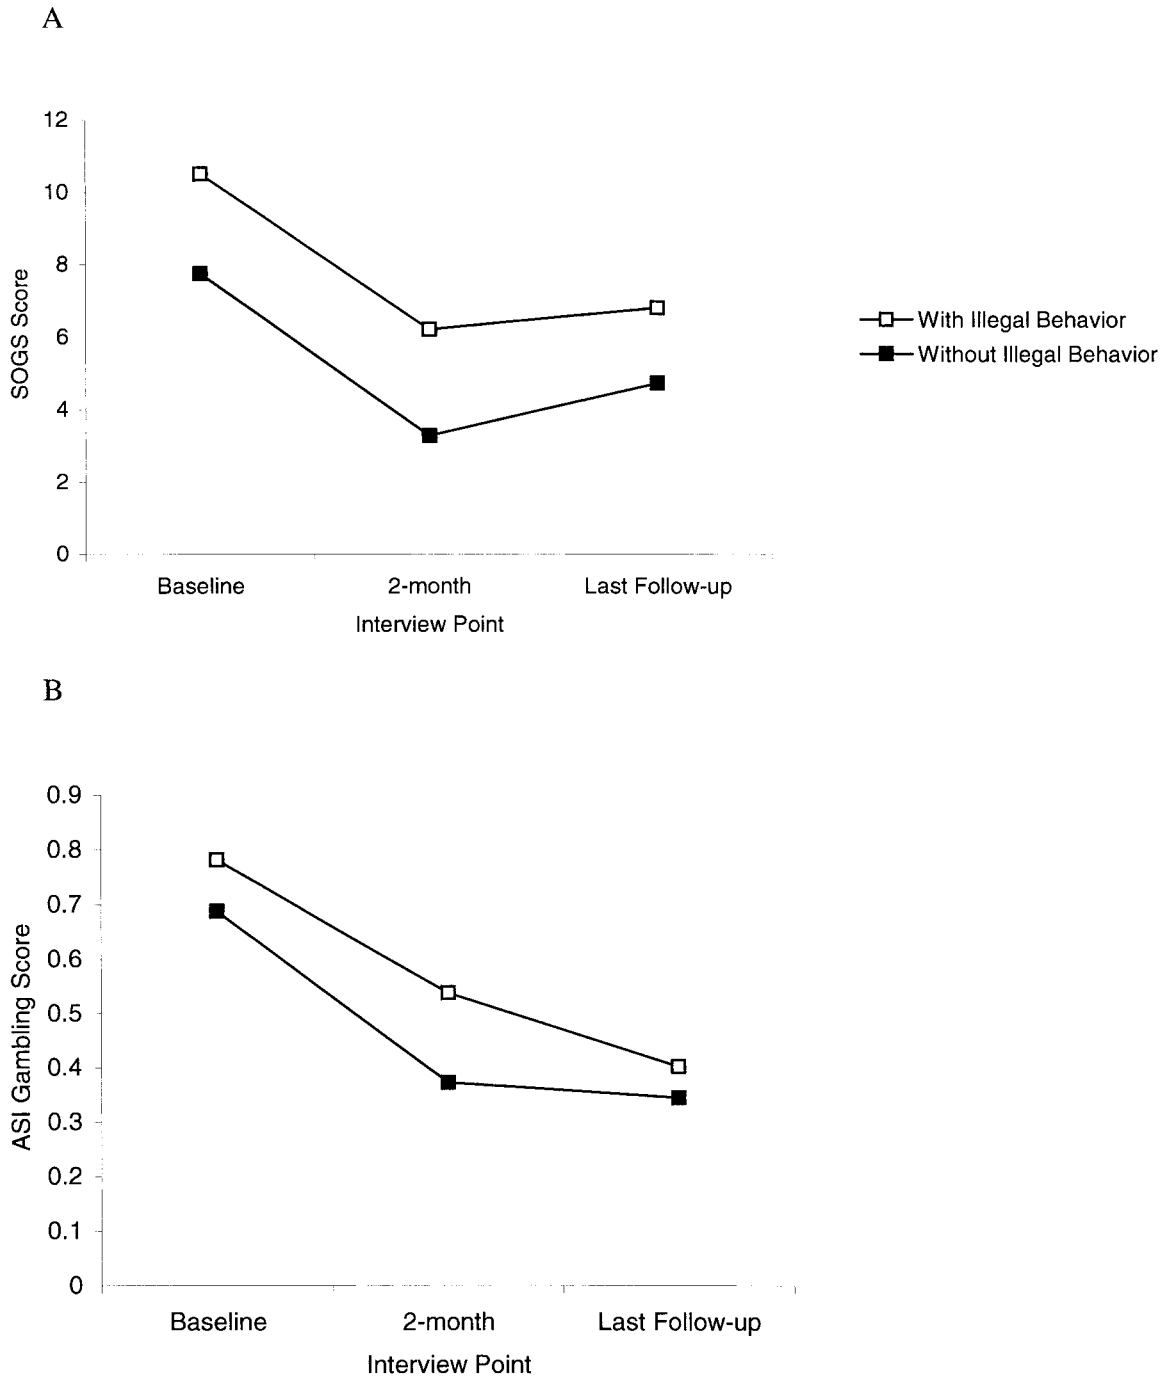 A
12
10
8
6
4
2
0
SOGS Score
Baseline
2-month
Last Follow-up
Interview Point
With Illegal Behavior
Without Illegal Behavior
B
0.9
0.8
0.7
0.6
0.5
0.4
0.3
0.2
0.1
0
ASI Gambling Score
Baseline
2-month
Last Follow-up
Interview Point